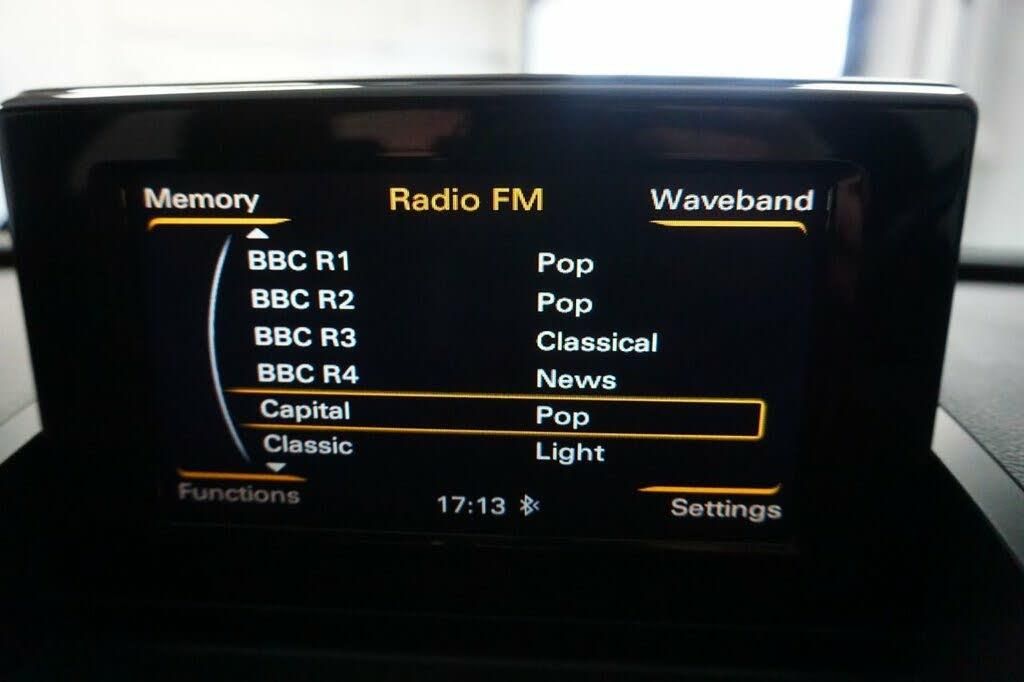 Memory Radio FM Waveband
BBC R1 Pop
BBC R2 Pop
BBC R3 Classical
BBC R4 News
Capital Pop
Classic Light
Functions 17:13 Settings